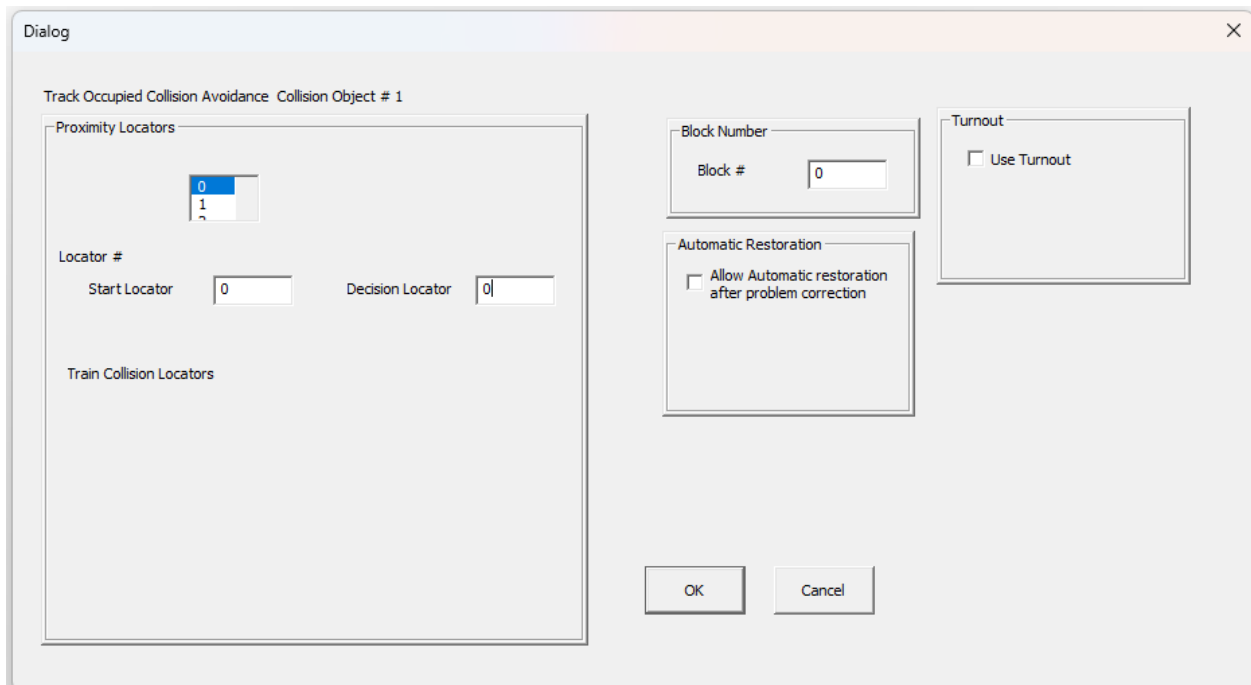 Dialog
Track Occupied Collision Avoidance Collision Object # 1
Proximity Locators
0
1
Locator #
Start Locator 0 Decision Locator 0
Train Collision Locators
Block Number
Block # 0
Automatic Restoration
Allow Automatic restoration
after problem correction
Turnout
Use Turnout
OK Cancel